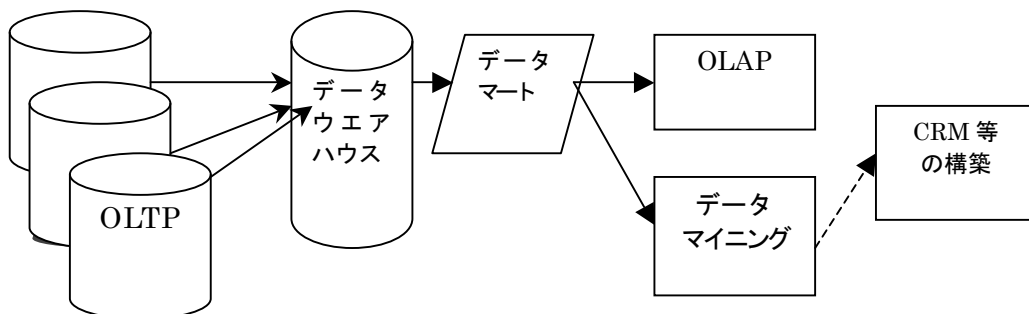 OLTP
データ
ウエア
ハウス
データ
マート
OLAP
データ
マイニング
CRM 等
の構築